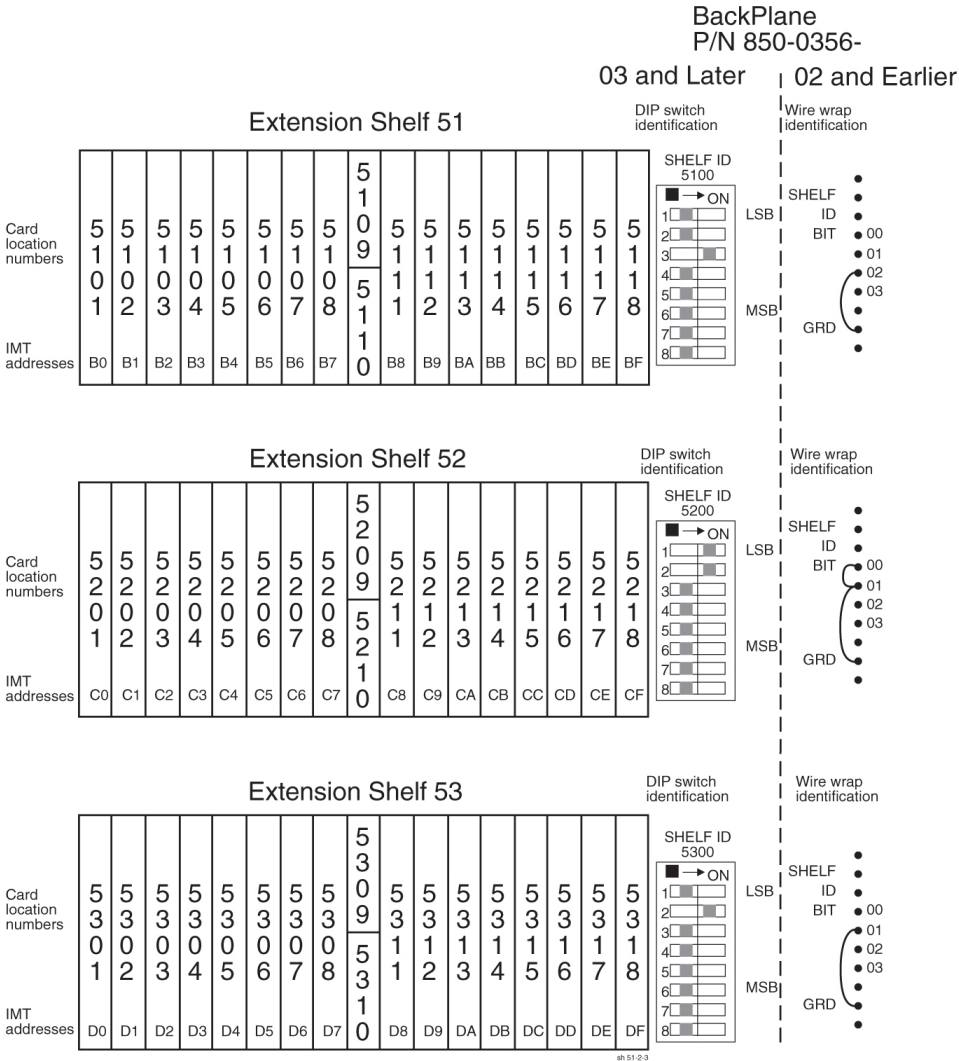 BackPlane
P/N 850-0356-
03 and Later
02 and Earlier
Extension Shelf 51
DIP switch
identification
Wire wrap
identification
Card
location
numbers
5101 5102 5103 5104 5105 5106 5107 5108 5109 5110 5111 5112 5113 5114 5115 5116 5117 5118
IMT
addresses
B0 B1 B2 B3 B4 B5 B6 B7 B8 B9 BA BB BC BD BE BF
SHELF ID
5100
ON
1
2
3
4
5
6
7
8
LSB
MSB
SHELF
ID
BIT 00
01
02
03
GRD
Extension Shelf 52
DIP switch
identification
Wire wrap
identification
Card
location
numbers
5201 5202 5203 5204 5205 5206 5207 5208 5209 5210 5211 5212 5213 5214 5215 5216 5217 5218
IMT
addresses
C0 C1 C2 C3 C4 C5 C6 C7 C8 C9 CA CB CC CD CE CF
SHELF ID
5200
ON
1
2
3
4
5
6
7
8
LSB
MSB
SHELF
ID
BIT 00
01
02
03
GRD
Extension Shelf 53
DIP switch
identification
Wire wrap
identification
Card
location
numbers
5301 5302 5303 5304 5305 5306 5307 5308 5309 5310 5311 5312 5313 5314 5315 5316 5317 5318
IMT
addresses
D0 D1 D2 D3 D4 D5 D6 D7 D8 D9 DA DB DC DD DE DF
SHELF ID
5300
ON
1
2
3
4
5
6
7
8
LSB
MSB
SHELF
ID
BIT 00
01
02
03
GRD
sh 51-2-3